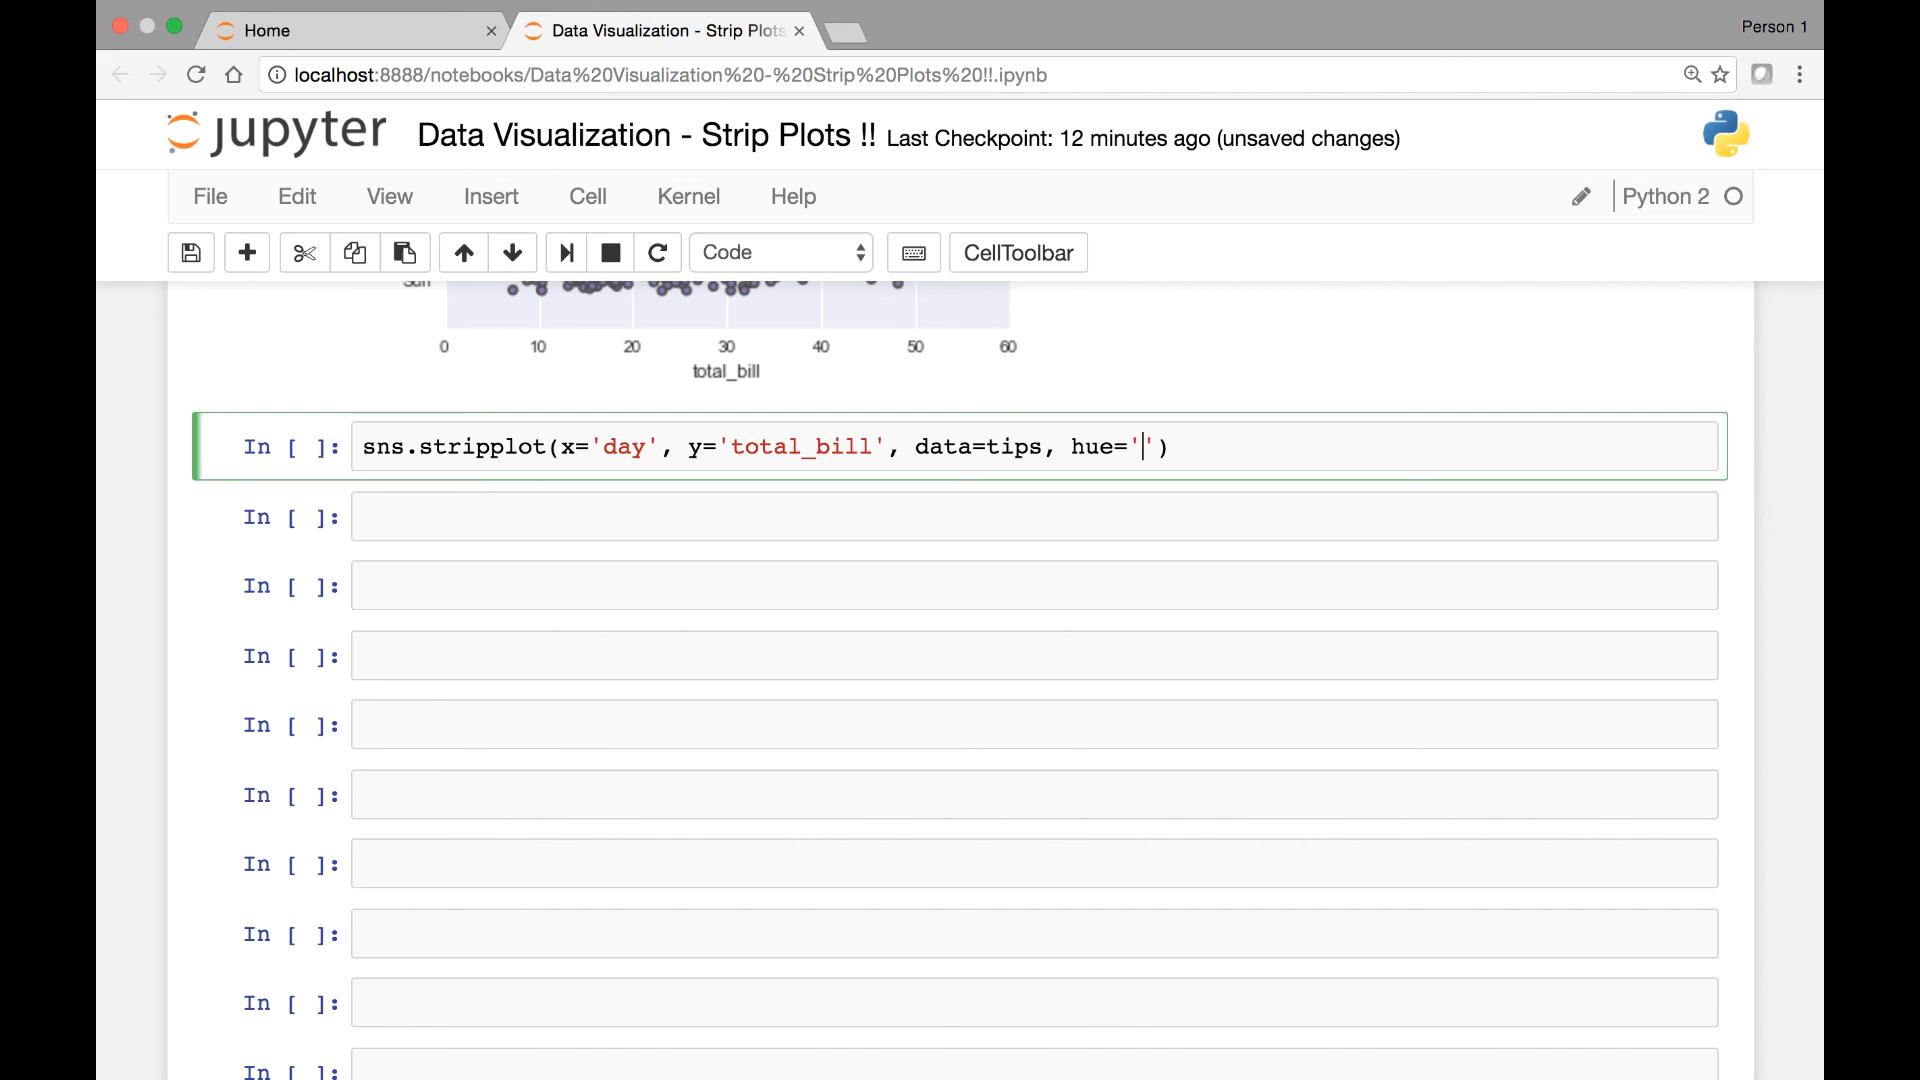 Home
Data Visualization - Strip Plots
Person 1
localhost:8888/notebooks/Data%20Visualization%20-%20Strip%20Plots%20!!.ipynb
jupyter
Data Visualization - Strip Plots !! Last Checkpoint: 12 minutes ago (unsaved changes)
File Edit View Insert Cell Kernel Help
Python 2
Code
CellToolbar
Sun
0 10 20 30 40 50 60
total_bill
In [ ]: sns.stripplot(x='day', y='total_bill', data=tips, hue='')
In [ ]:
In [ ]:
In [ ]:
In [ ]:
In [ ]:
In [ ]:
In [ ]:
In [ ]:
In [ ]: